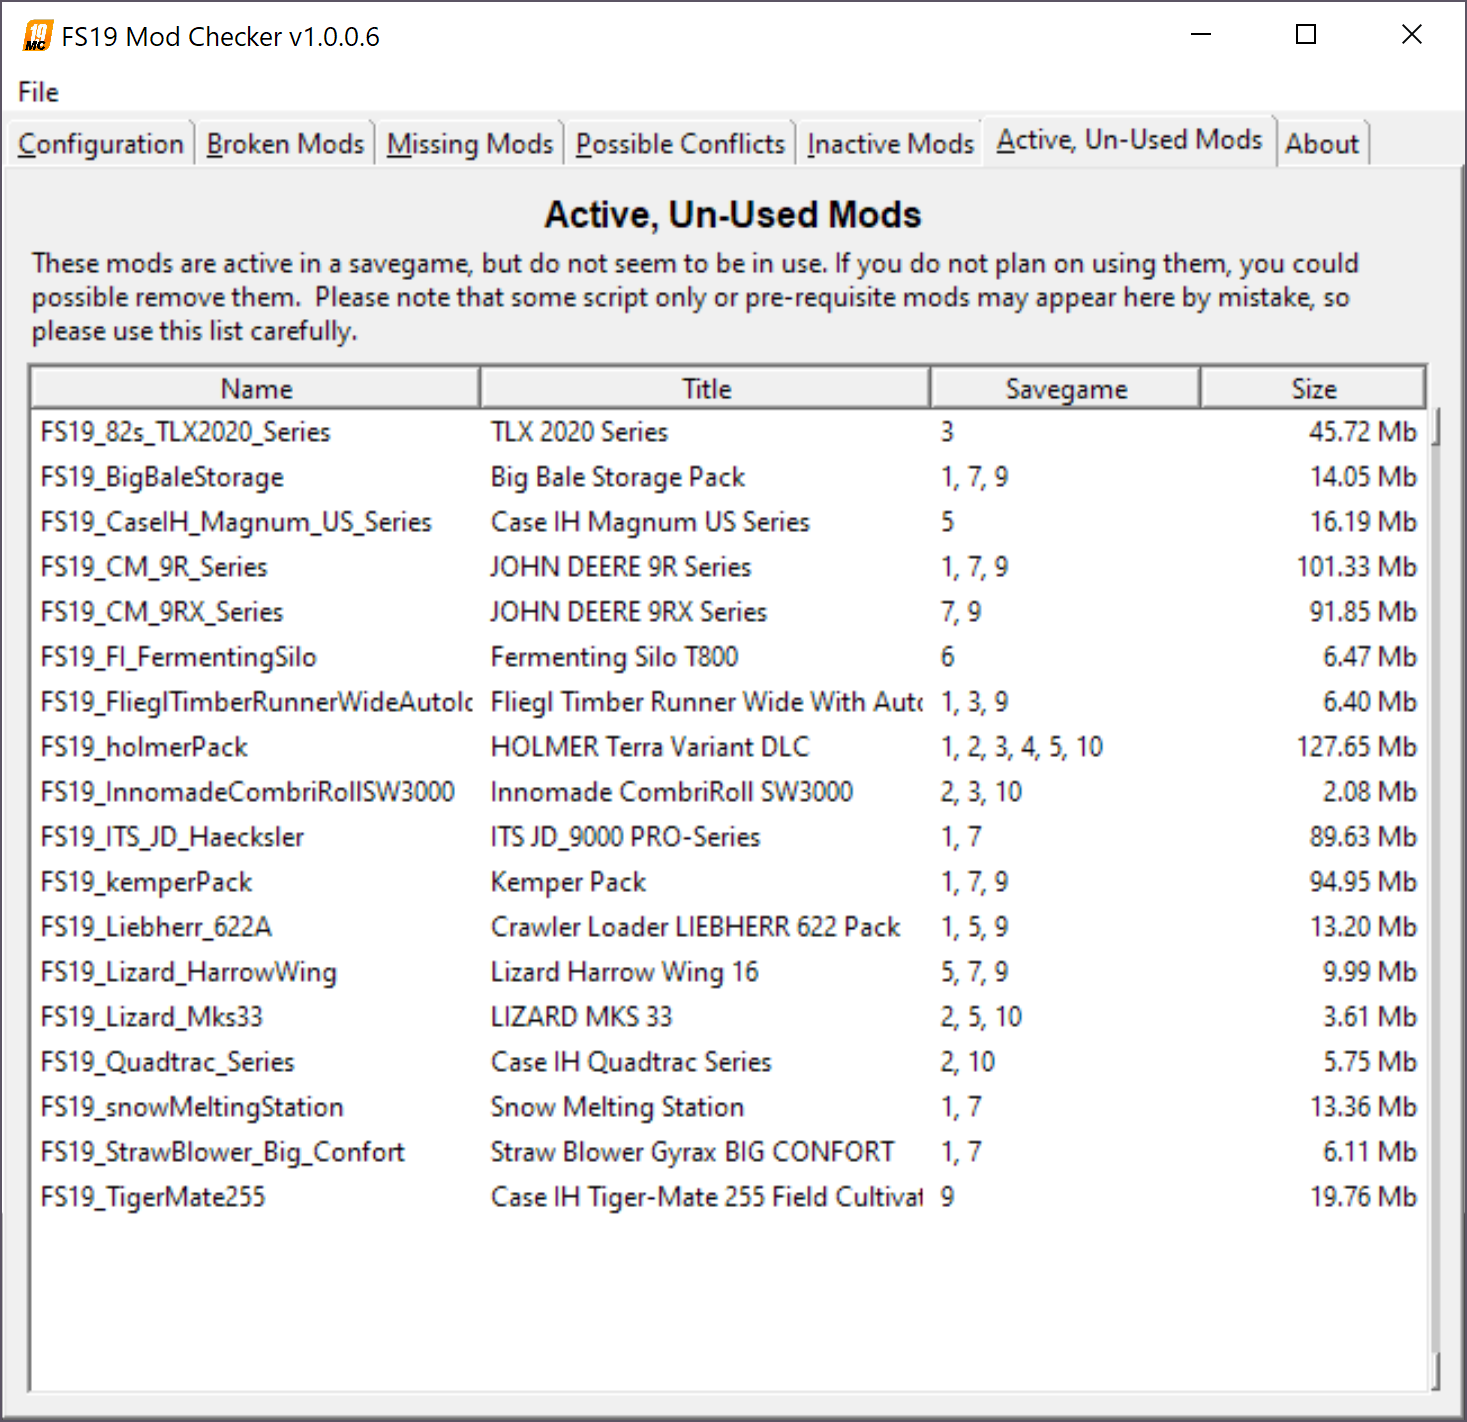 19 MC FS19 Mod Checker v1.0.0.6
File
Configuration Broken Mods Missing Mods Possible Conflicts Inactive Mods Active, Un-Used Mods About
Active, Un-Used Mods
These mods are active in a savegame, but do not seem to be in use. If you do not plan on using them, you could
possible remove them. Please note that some script only or pre-requisite mods may appear here by mistake, so
please use this list carefully.
Name Title Savegame Size
FS19_82s_TLX2020_Series TLX 2020 Series 3 45.72 Mb
FS19_BigBaleStorage Big Bale Storage Pack 1, 7, 9 14.05 Mb
FS19_CaseIH_Magnum_US_Series Case IH Magnum US Series 5 16.19 Mb
FS19_CM_9R_Series JOHN DEERE 9R Series 1, 7, 9 101.33 Mb
FS19_CM_9RX_Series JOHN DEERE 9RX Series 7, 9 91.85 Mb
FS19_FI_FermentingSilo Fermenting Silo T800 6 6.47 Mb
FS19_FlieglTimberRunnerWideAutolc Fliegl Timber Runner Wide With Autc 1, 3, 9 6.40 Mb
FS19_holmerPack HOLMER Terra Variant DLC 1, 2, 3, 4, 5, 10 127.65 Mb
FS19_InnomadeCombriRollSW3000 Innomade CombriRoll SW3000 2, 3, 10 2.08 Mb
FS19_ITS_JD_Haecksler ITS JD_9000 PRO-Series 1, 7 89.63 Mb
FS19_kemperPack Kemper Pack 1, 7, 9 94.95 Mb
FS19_Liebherr_622A Crawler Loader LIEBHERR 622 Pack 1, 5, 9 13.20 Mb
FS19_Lizard_HarrowWing Lizard Harrow Wing 16 5, 7, 9 9.99 Mb
FS19_Lizard_Mks33 LIZARD MKS 33 2, 5, 10 3.61 Mb
FS19_Quadtrac_Series Case IH Quadtrac Series 2, 10 5.75 Mb
FS19_snowMeltingStation Snow Melting Station 1, 7 13.36 Mb
FS19_StrawBlower_Big_Confort Straw Blower Gyrax BIG CONFORT 1, 7 6.11 Mb
FS19_TigerMate255 Case IH Tiger-Mate 255 Field Cultivat 9 19.76 Mb